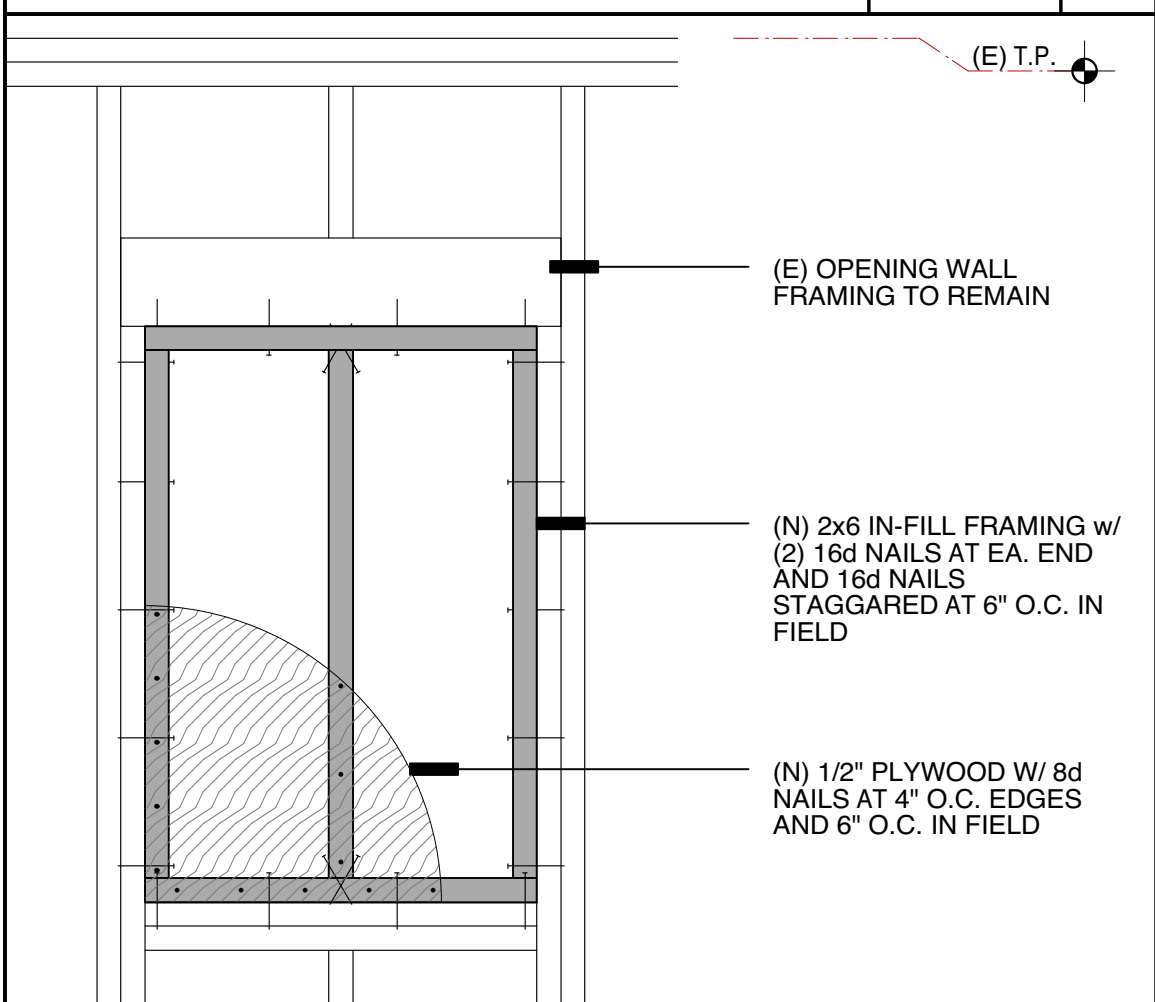 (E) T.P.
(E) OPENING WALL
FRAMING TO REMAIN
(N) 2x6 IN-FILL FRAMING w/
(2) 16d NAILS AT EA. END
AND 16d NAILS
STAGGARED AT 6" O.C. IN
FIELD
(N) 1/2" PLYWOOD W/ 8d
NAILS AT 4" O.C. EDGES
AND 6" O.C. IN FIELD